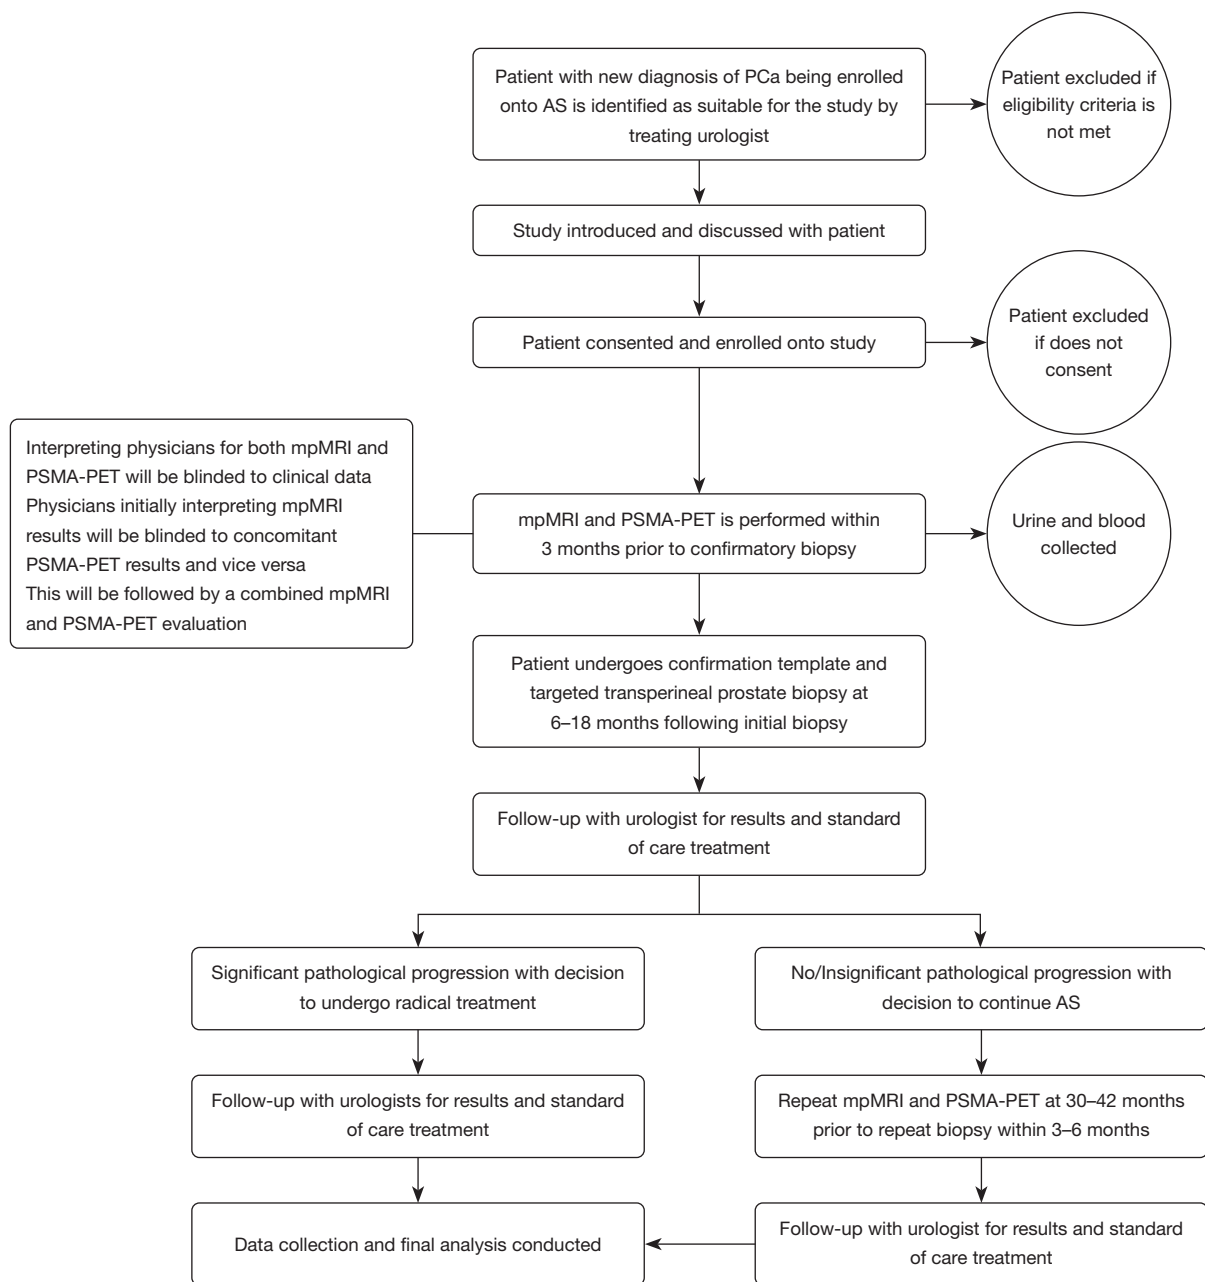 Patient with new diagnosis of PCa being enrolled
onto AS is identified as suitable for the study by
treating urologist
Patient excluded if
eligibility criteria is
not met
Study introduced and discussed with patient
Patient consented and enrolled onto study
Patient excluded
if does not
consent
Interpreting physicians for both mpMRI and
PSMA-PET will be blinded to clinical data
Physicians initially interpreting mpMRI
results will be blinded to concomitant
PSMA-PET results and vice versa
This will be followed by a combined mpMRI
and PSMA-PET evaluation
mpMRI and PSMA-PET is performed within
3 months prior to confirmatory biopsy
Urine and blood
collected
Patient undergoes confirmation template and
targeted transperineal prostate biopsy at
6–18 months following initial biopsy
Follow-up with urologist for results and standard
of care treatment
Significant pathological progression with decision
to undergo radical treatment
No/Insignificant pathological progression with
decision to continue AS
Follow-up with urologists for results and standard
of care treatment
Repeat mpMRI and PSMA-PET at 30–42 months
prior to repeat biopsy within 3–6 months
Data collection and final analysis conducted
Follow-up with urologist for results and standard
of care treatment